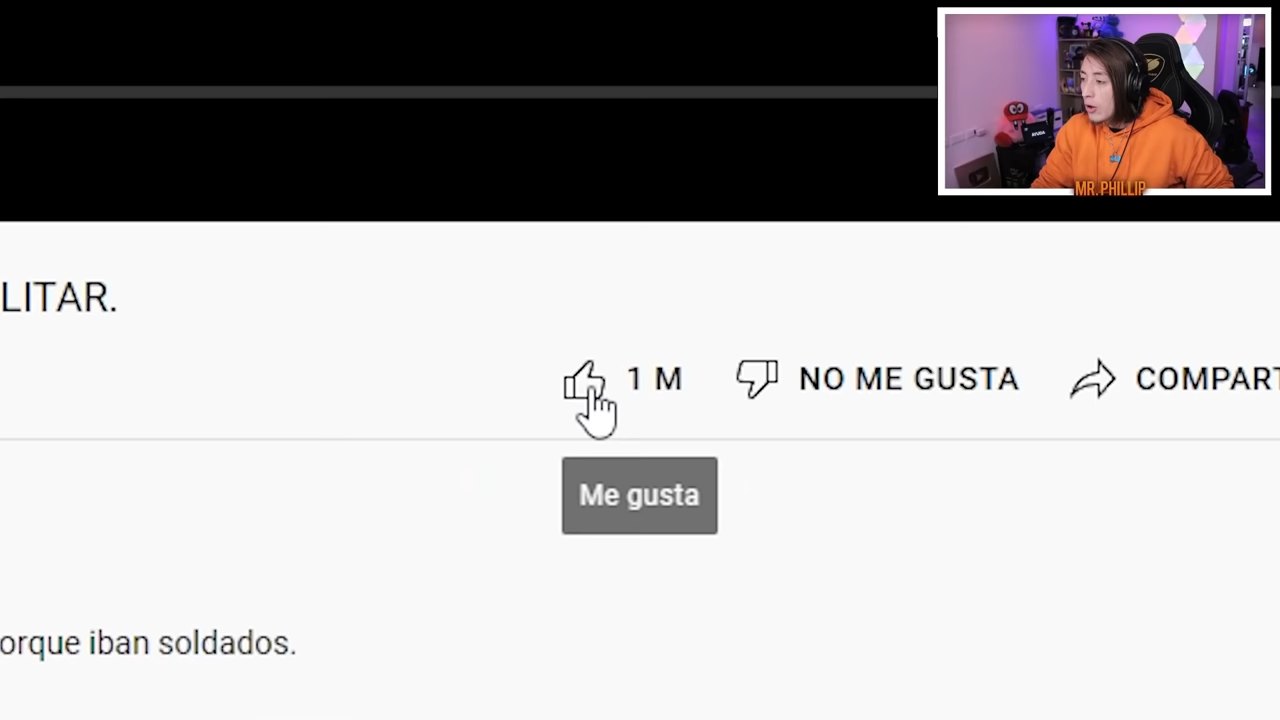 MR. PHILLIP
LITAR.
1 M
NO ME GUSTA
COMPART
Me gusta
orque iban soldados.